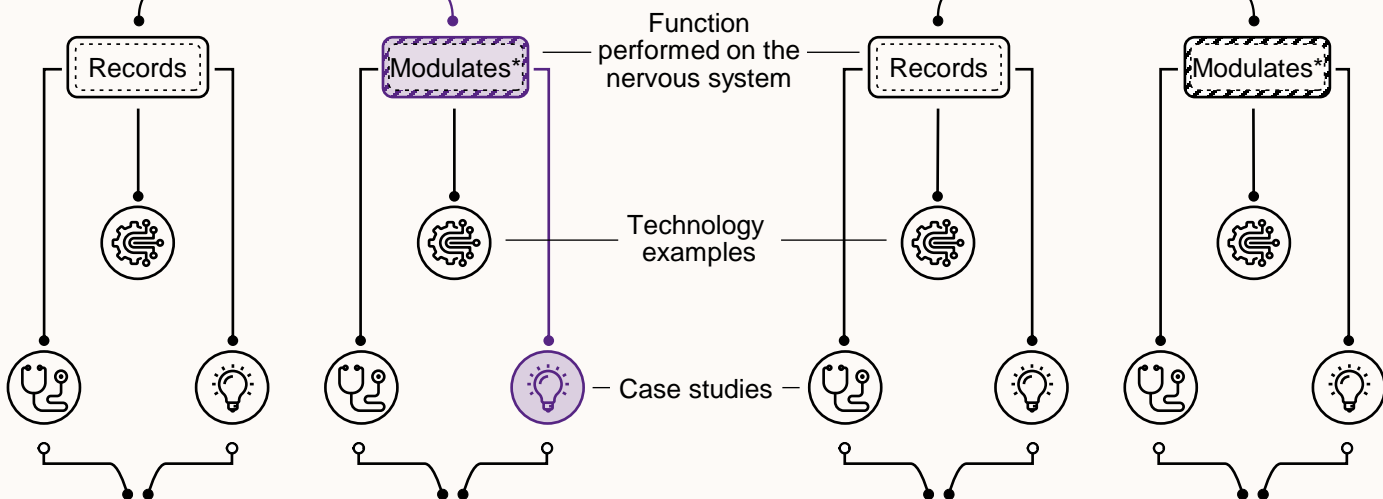 Records
Modulates*
Function
performed on the
nervous system
Records
Modulates*
Technology
examples
Case studies